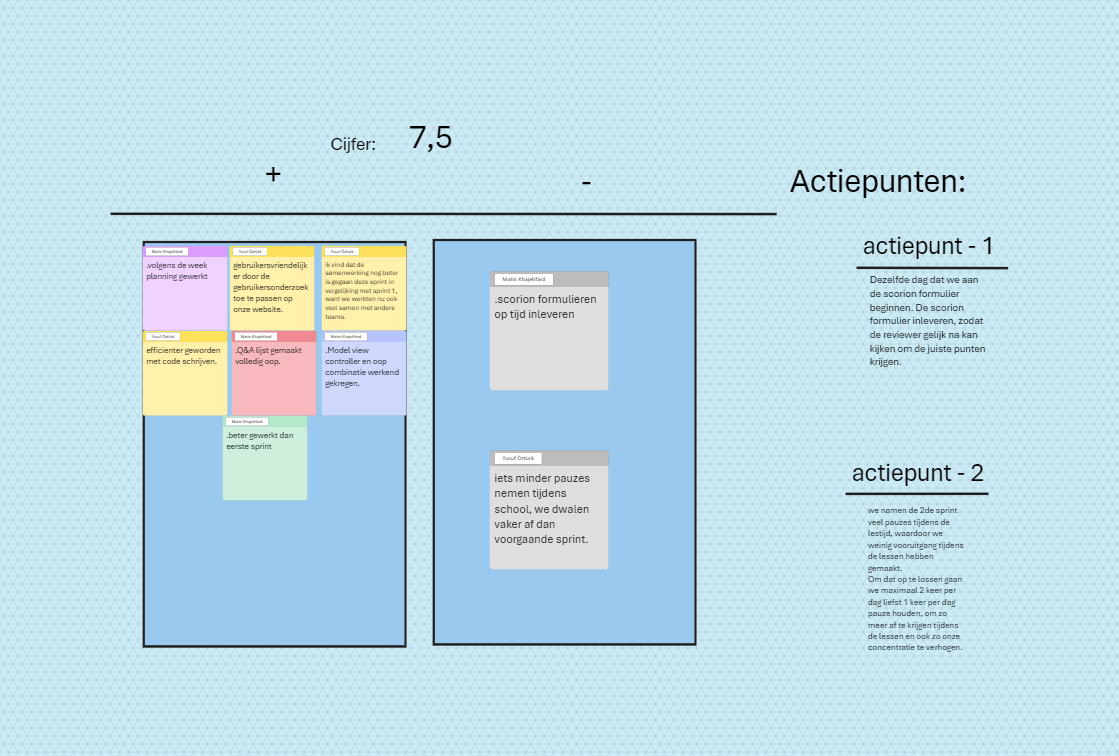 Cijfer: 7,5
+
-
Matin Khajehfard
.volgens de week
planning gewerkt
Yusuf Öztürk
gebruikersvriendelijk
er door de
gebruikersonderzoek
toe te passen op
onze website.
Yusuf Öztürk
ik vind dat de
samenwerking nog beter
is gegaan deze sprint in
vergelijking met sprint 1,
want we werkten nu ook
veel samen met andere
teams.
Yusuf Öztürk
efficienter geworden
met code schrijven.
Matin Khajehfard
.Q&A lijst gemaakt
volledig oop.
Matin Khajehfard
.Model view
controller en oop
combinatie werkend
gekregen.
Matin Khajehfard
.beter gewerkt dan
eerste sprint
Matin Khajehfard
.scorion formulieren
op tijd inleveren
Yusuf Öztürk
iets minder pauzes
nemen tijdens
school, we dwalen
vaker af dan
voorgaande sprint.
Actiepunten:
actiepunt - 1
Dezelfde dag dat we aan
de scorion formulier
beginnen. De scorion
formulier inleveren, zodat
de reviewer gelijk na kan
kijken om de juiste punten
krijgen.
actiepunt - 2
we namen de 2de sprint
veel pauzes tijdens de
lestijd, waardoor we
weinig vooruitgang tijdens
de lessen hebben
gemaakt.
Om dat op te lossen gaan
we maximaal 2 keer per
dag liefst 1 keer per dag
pauze houden, om zo
meer af te krijgen tijdens
de lessen en ook zo onze
concentratie te verhogen.